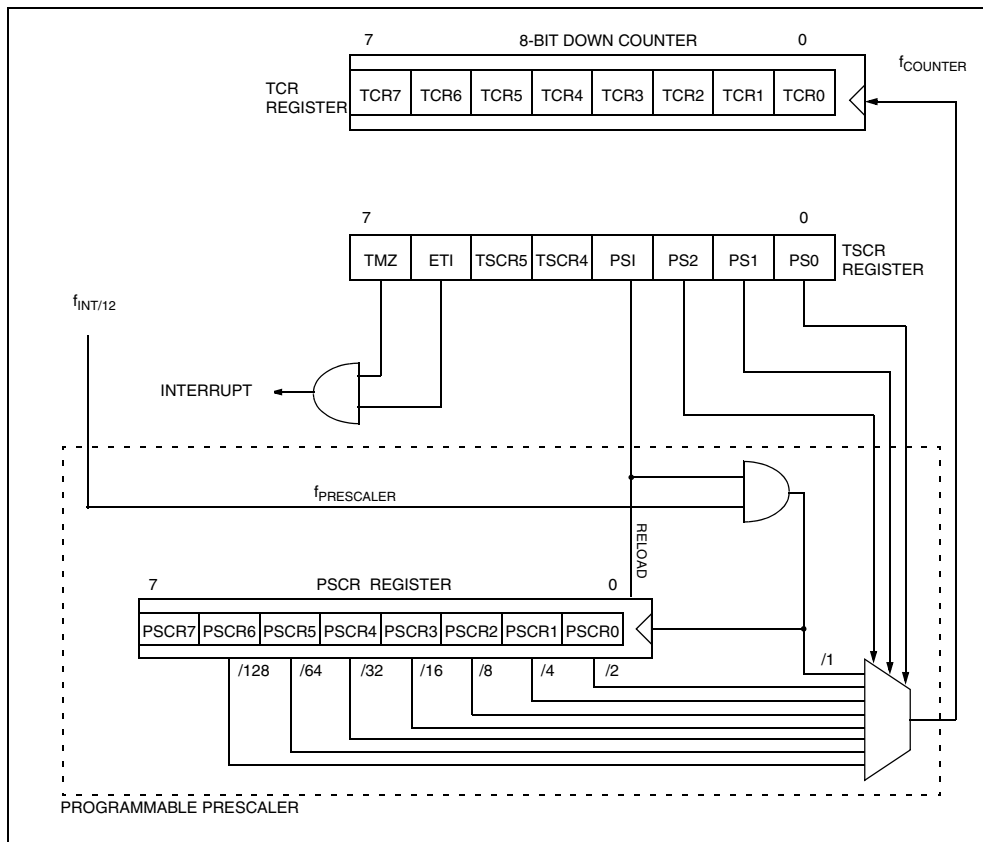 7 8-BIT DOWN COUNTER 0
fCOUNTER
TCR
REGISTER
TCR7 TCR6 TCR5 TCR4 TCR3 TCR2 TCR1 TCR0
7 0
TMZ ETI TSCR5 TSCR4 PSI PS2 PS1 PS0
TSCR
REGISTER
fINT/12
INTERRUPT
fPRESCALER
RELOAD
7 PSCR REGISTER 0
PSCR7 PSCR6 PSCR5 PSCR4 PSCR3 PSCR2 PSCR1 PSCR0
/128 /64 /32 /16 /8 /4 /2 /1
PROGRAMMABLE PRESCALER